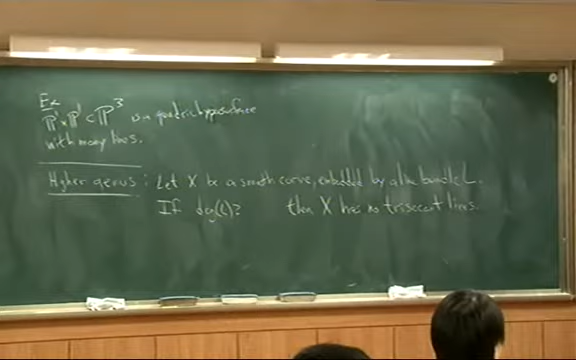 Ex
P¹×P¹ ⊂ P³ is a quadric hypersurface
with many lines.
Higher genus: Let X be a smooth curve, embedded by a line bundle L.
If deg(L)? then X has no trisecant lines.